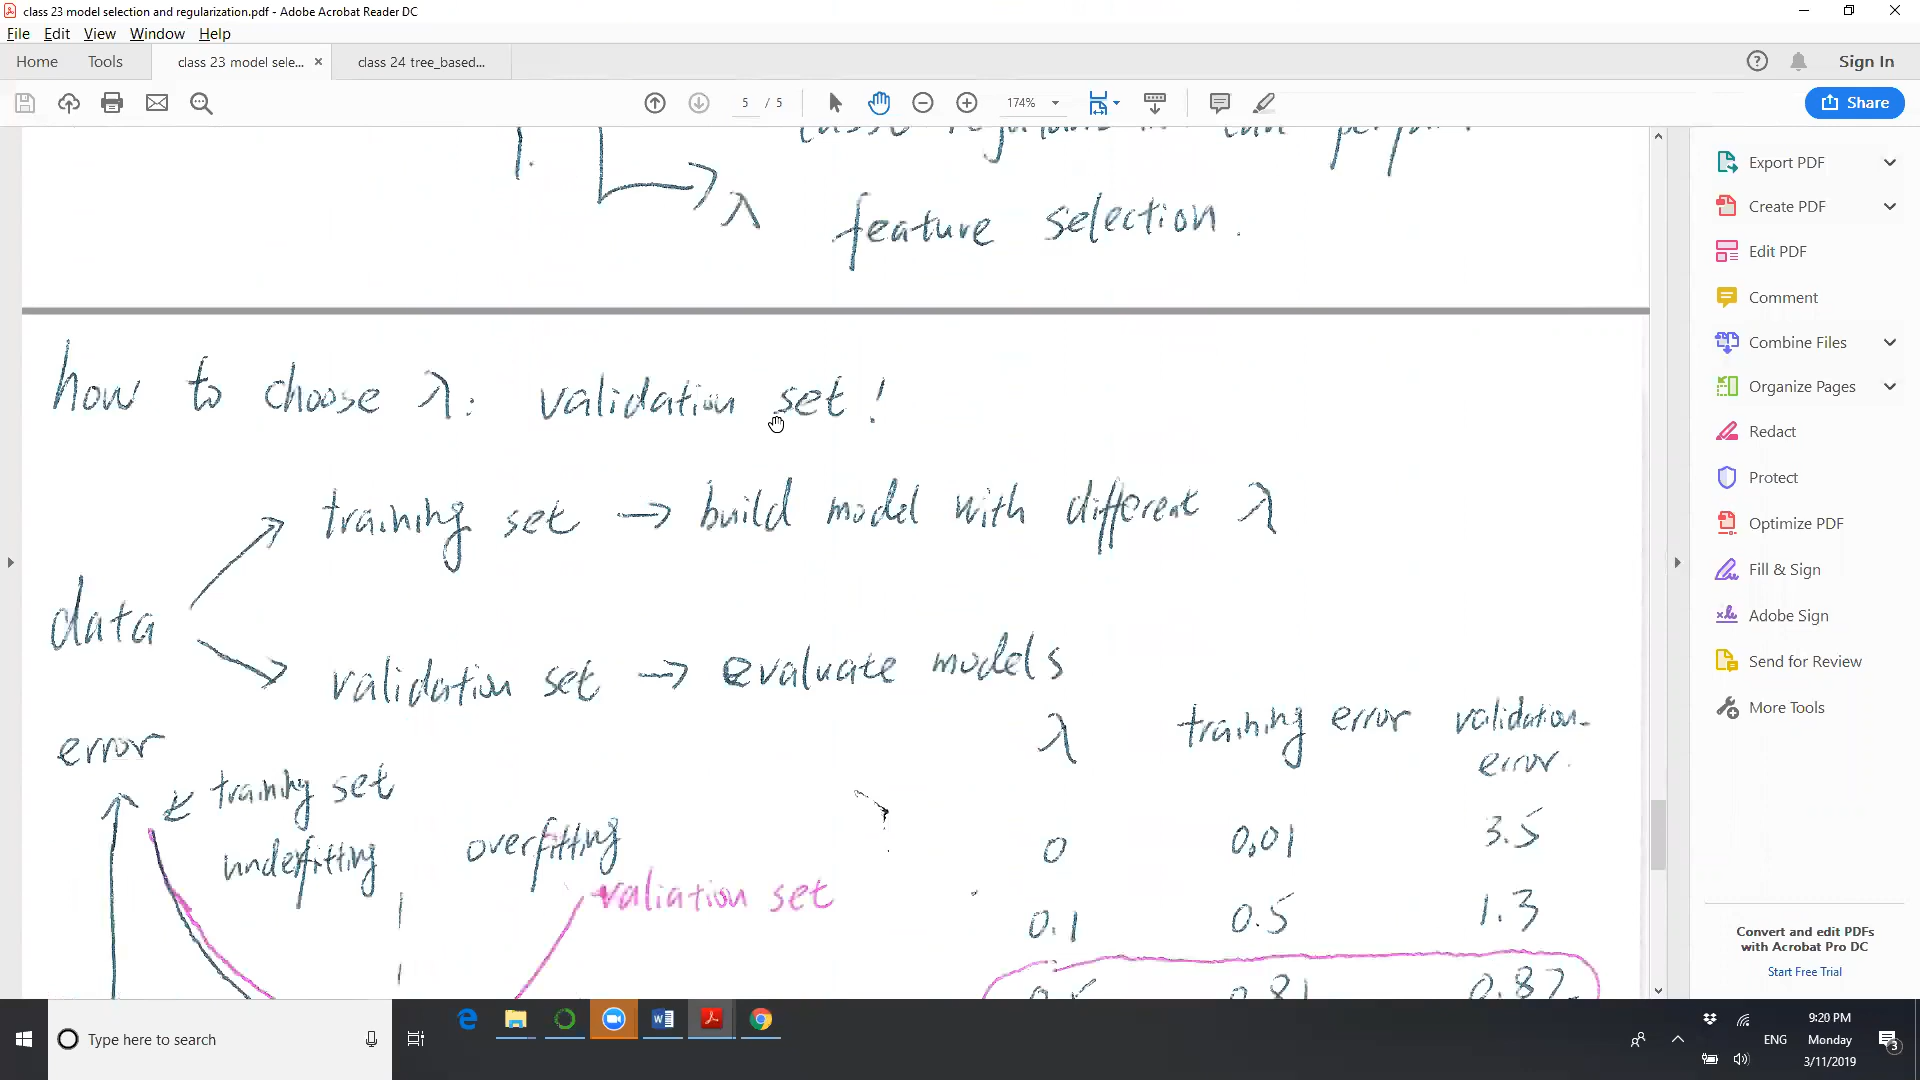 class 23 model selection and regularization.pdf - Adobe Acrobat Reader DC
File Edit View Window Help
Home Tools class 23 model sele... × class 24 tree_based...
Sign In
5 / 5 174%
Share
λ feature selection.
how to choose λ: validation set!
training set → build model with different λ
data
validation set → evaluate models
error
λ training error validation
error.
training set
underfitting overfitting
valiation set
0 0.01 3.5
0.1 0.5 1.3
Export PDF
Create PDF
Edit PDF
Comment
Combine Files
Organize Pages
Redact
Protect
Optimize PDF
Fill & Sign
Adobe Sign
Send for Review
More Tools
Convert and edit PDFs
with Acrobat Pro DC
Start Free Trial
Type here to search
ENG
9:20 PM
Monday
3/11/2019
3